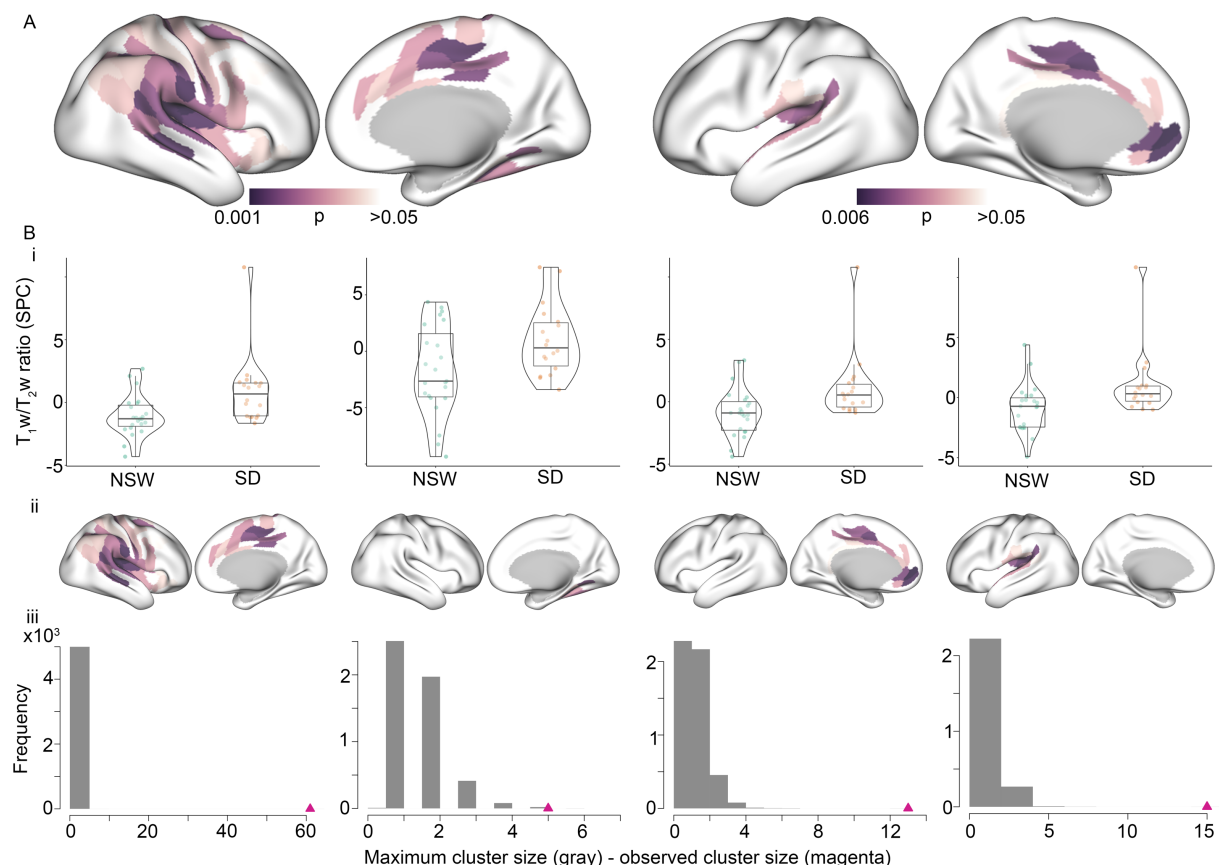 A
0.001 p >0.05
0.006 p >0.05
B
i
T₁w/T₂w ratio (SPC)
5
0
-5
NSW SD
5
0
-5
NSW SD
5
0
-5
NSW SD
5
0
-5
NSW SD
ii
iii
x10³
Frequency
4
2
0
0 20 40 60
2
1
0
0 2 4 6
2
1
0
0 4 8 12
2
1
0
0 5 10 15
Maximum cluster size (gray) - observed cluster size (magenta)